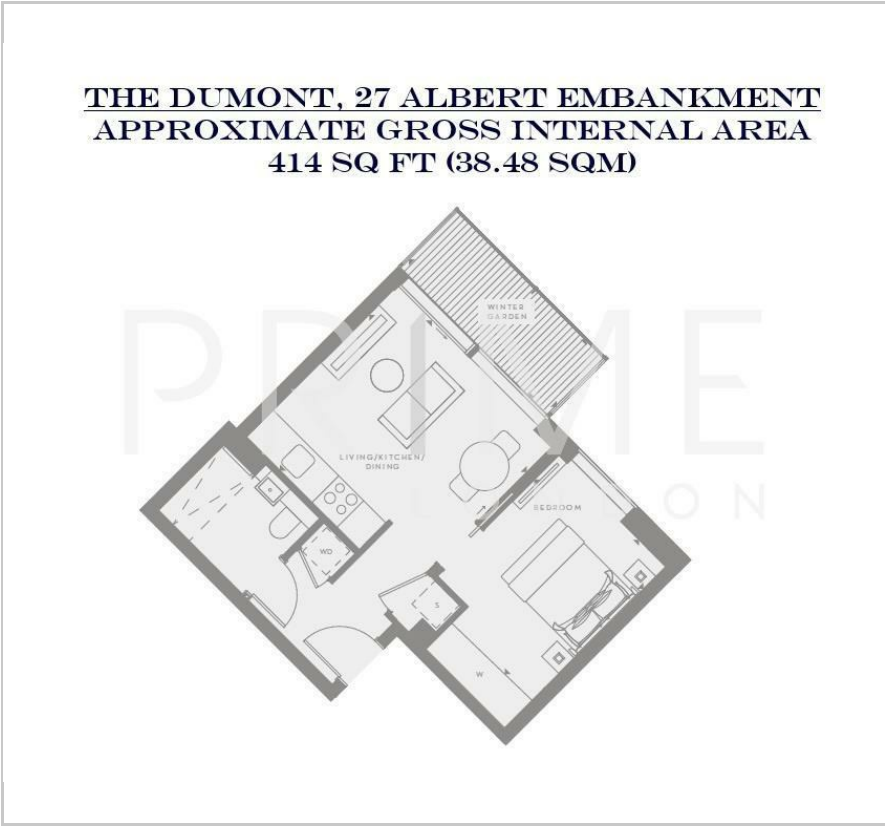 THE DUMONT, 27 ALBERT EMBANKMENT
APPROXIMATE GROSS INTERNAL AREA
414 SQ FT (38.48 SQM)
WINTER
GARDEN
PRIME
LIVING/KITCHEN/
DINING
BEDROOM
WD
S
W